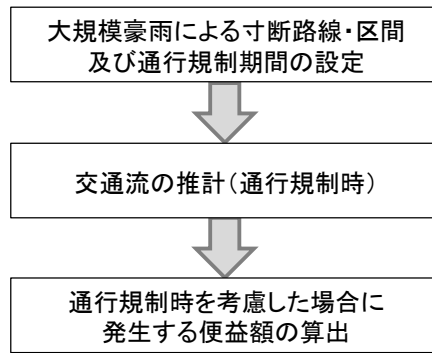 大規模豪雨による寸断路線・区間
及び通行規制期間の設定
交通流の推計（通行規制時）
通行規制時を考慮した場合に
発生する便益額の算出